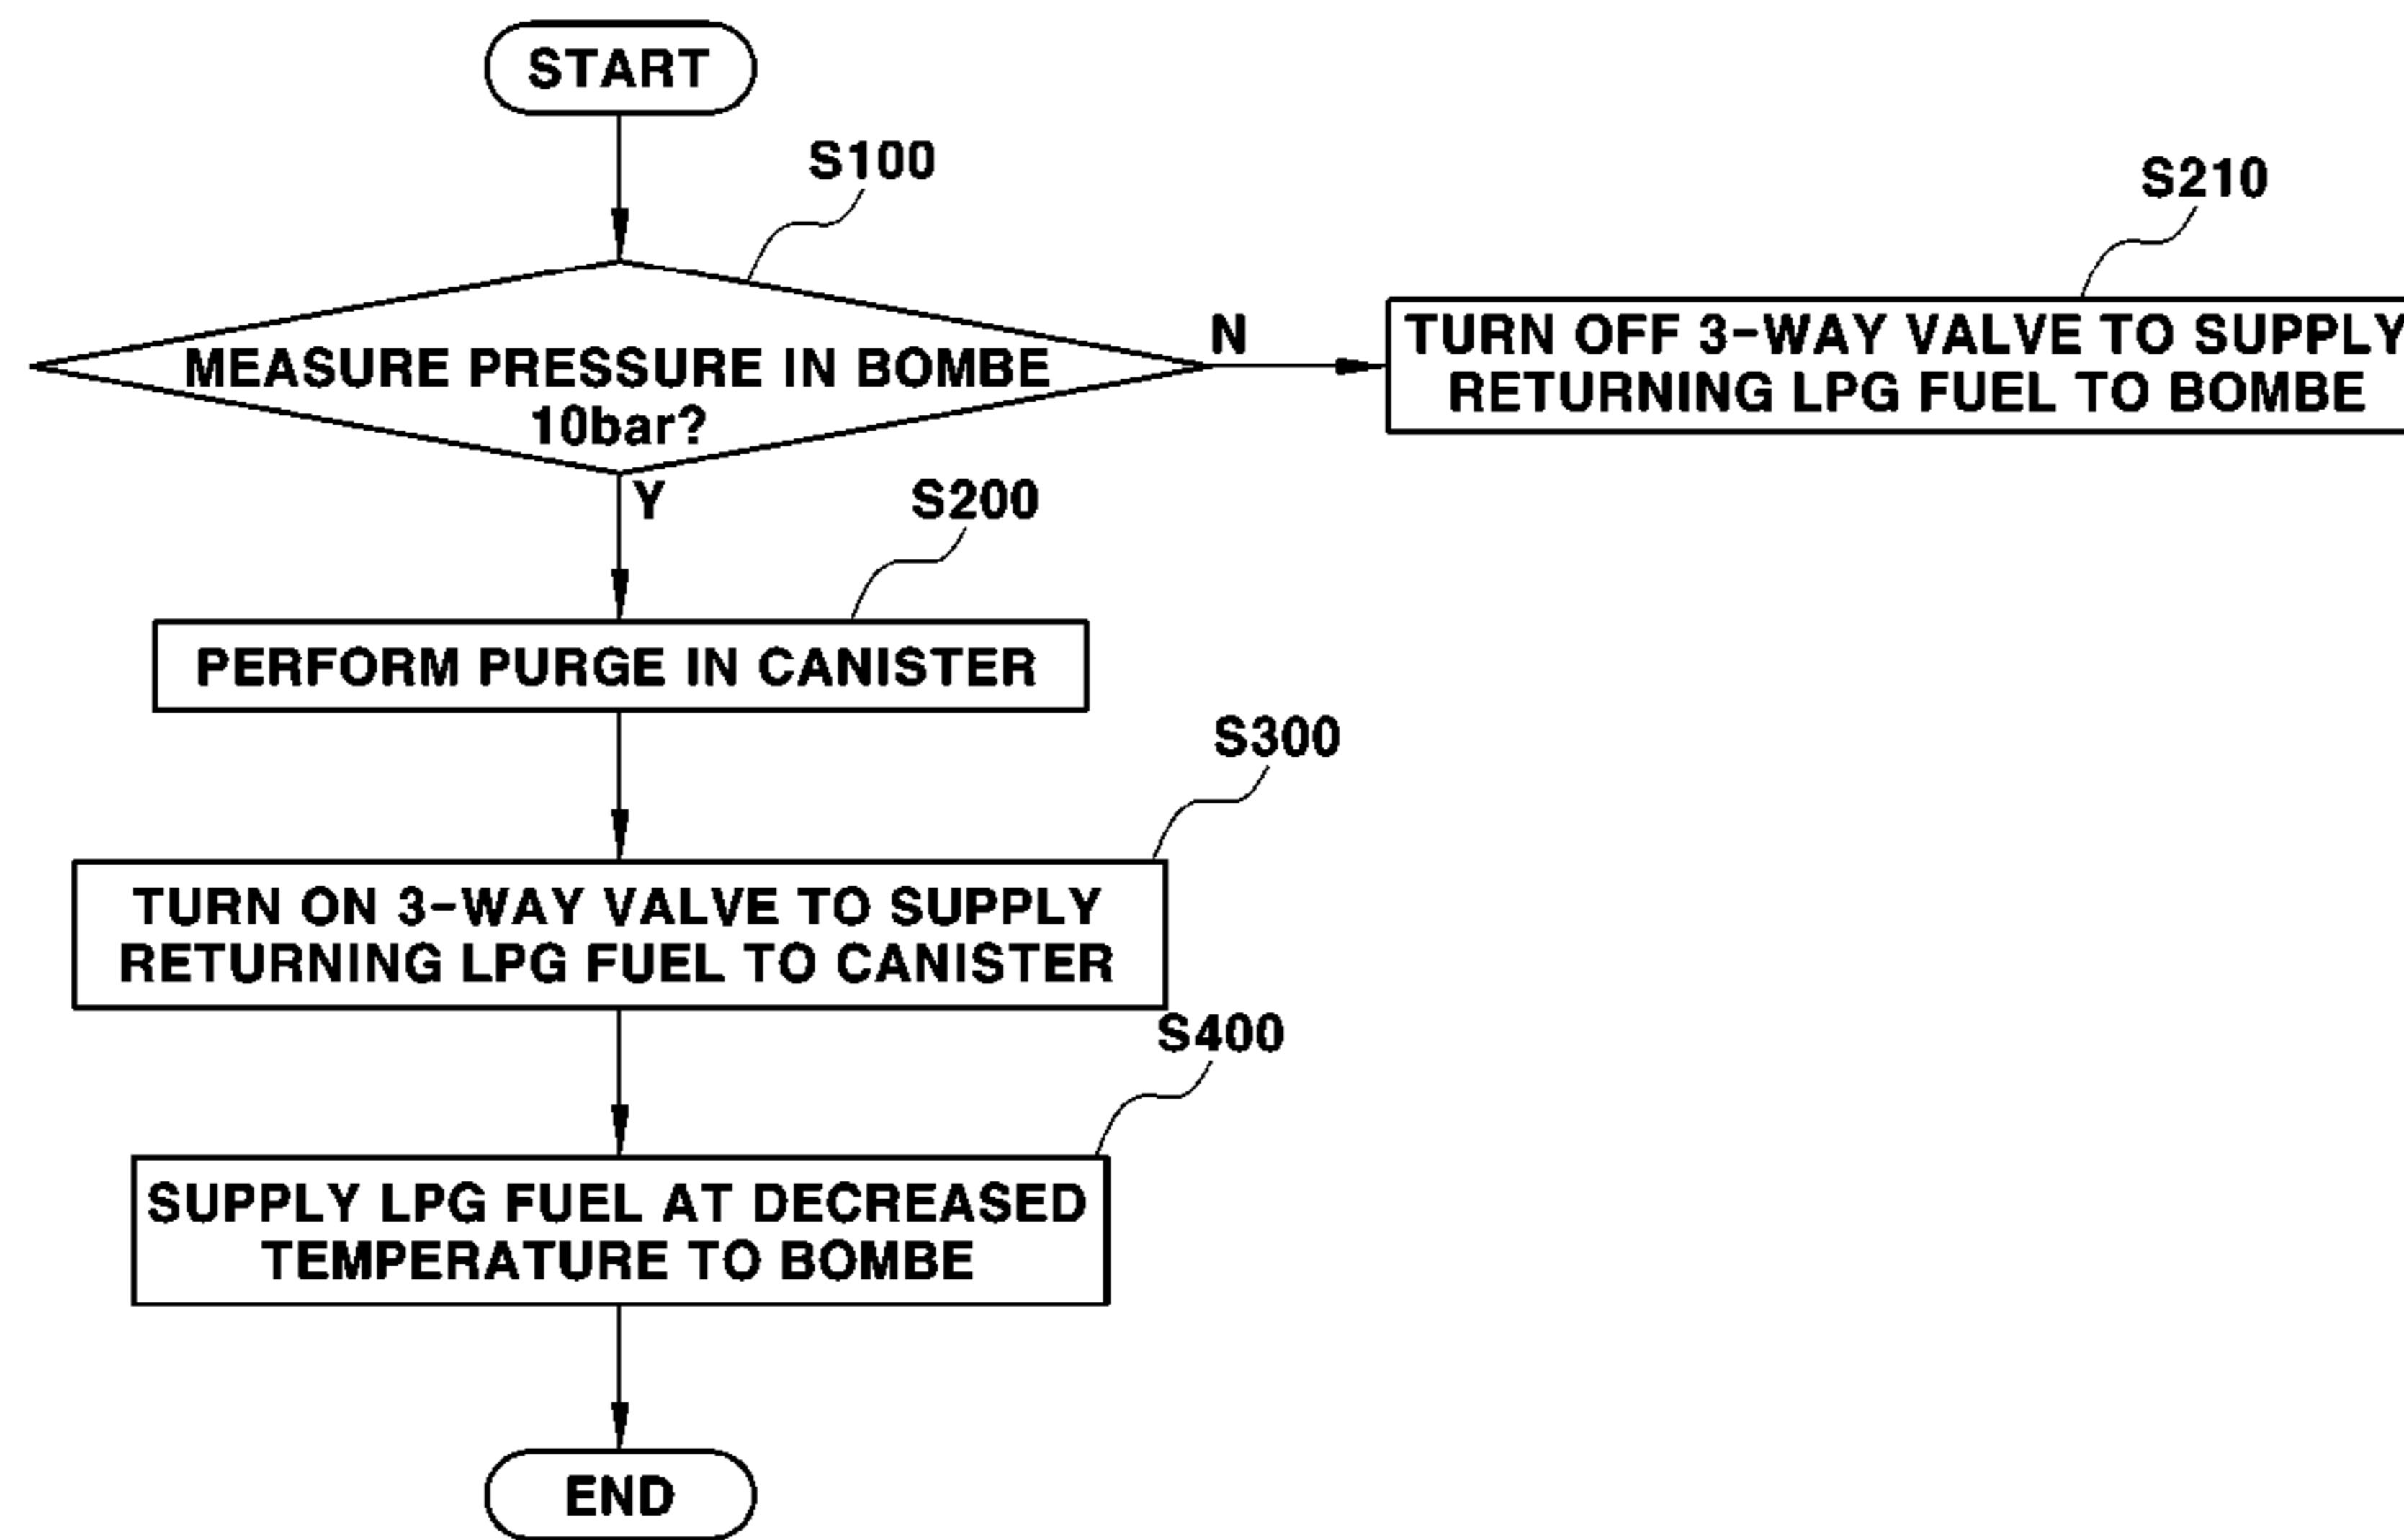 START
S100
S210
MEASURE PRESSURE IN BOMBE
10bar?
N
TURN OFF 3-WAY VALVE TO SUPPLY
RETURNING LPG FUEL TO BOMBE
Y
S200
PERFORM PURGE IN CANISTER
S300
TURN ON 3-WAY VALVE TO SUPPLY
RETURNING LPG FUEL TO CANISTER
S400
SUPPLY LPG FUEL AT DECREASED
TEMPERATURE TO BOMBE
END